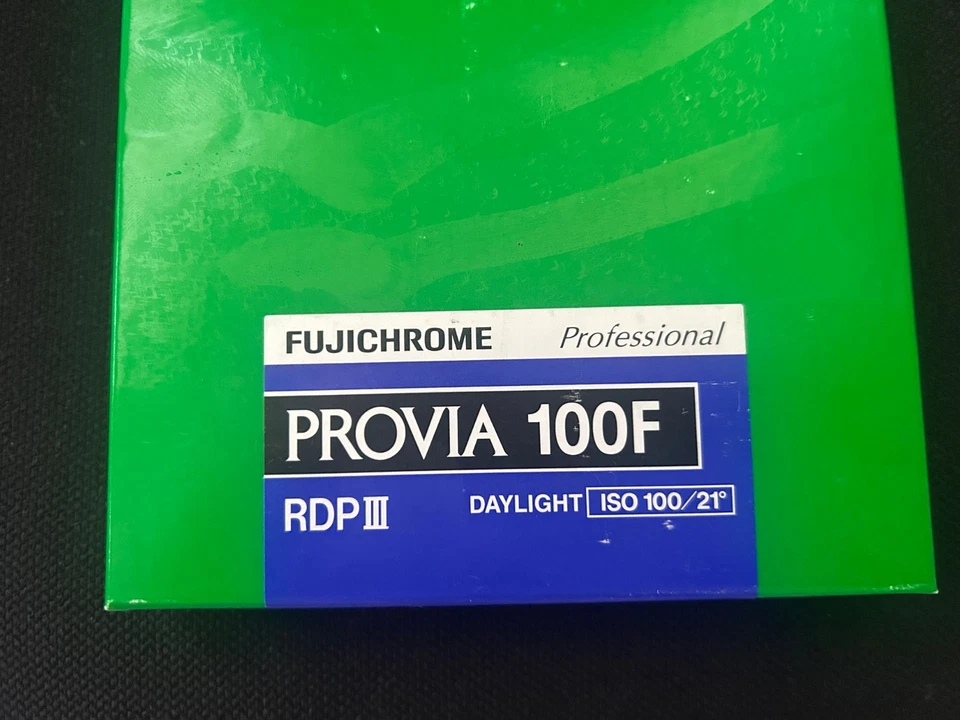 FUJICHROME Professional
PROVIA 100F
RDPIII DAYLIGHT ISO 100/21°